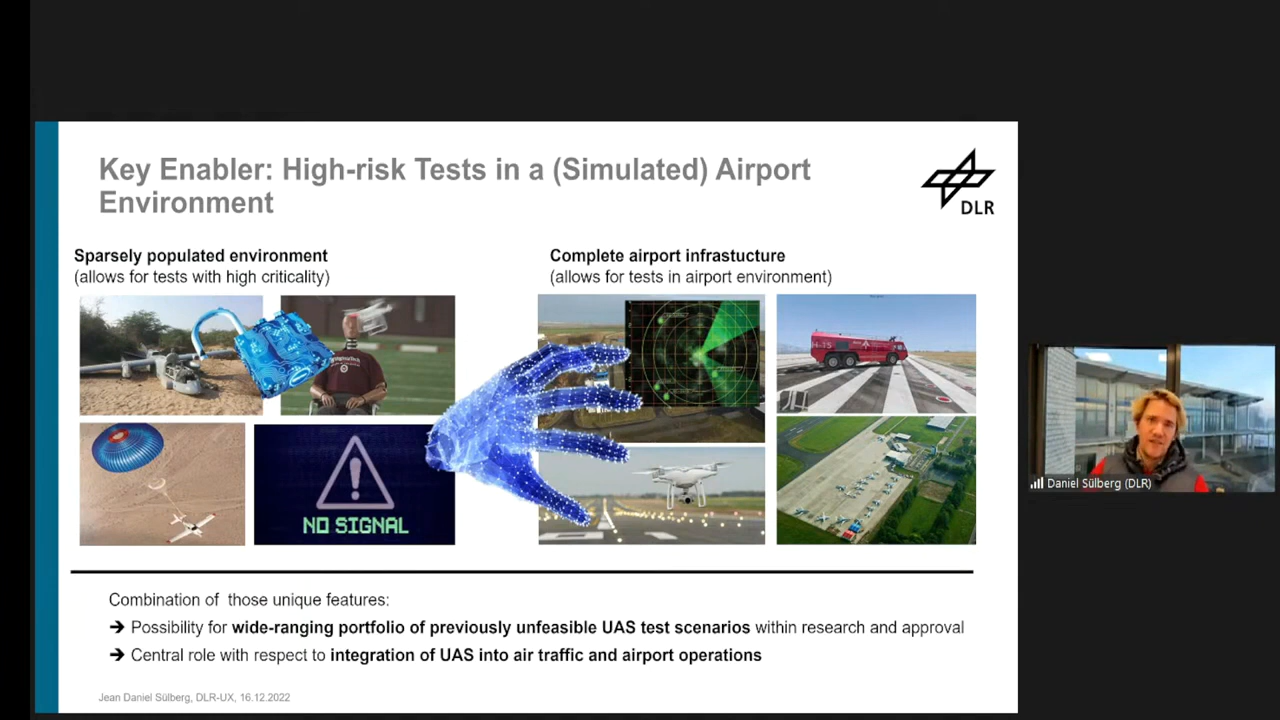 Key Enabler: High-risk Tests in a (Simulated) Airport
Environment
DLR
Sparsely populated environment
(allows for tests with high criticality)
Complete airport infrastucture
(allows for tests in airport environment)
NO SIGNAL
Combination of those unique features:
➔ Possibility for wide-ranging portfolio of previously unfeasible UAS test scenarios within research and approval
➔ Central role with respect to integration of UAS into air traffic and airport operations
Jean Daniel Sülberg, DLR-UX, 16.12.2022
Daniel Sülberg (DLR)